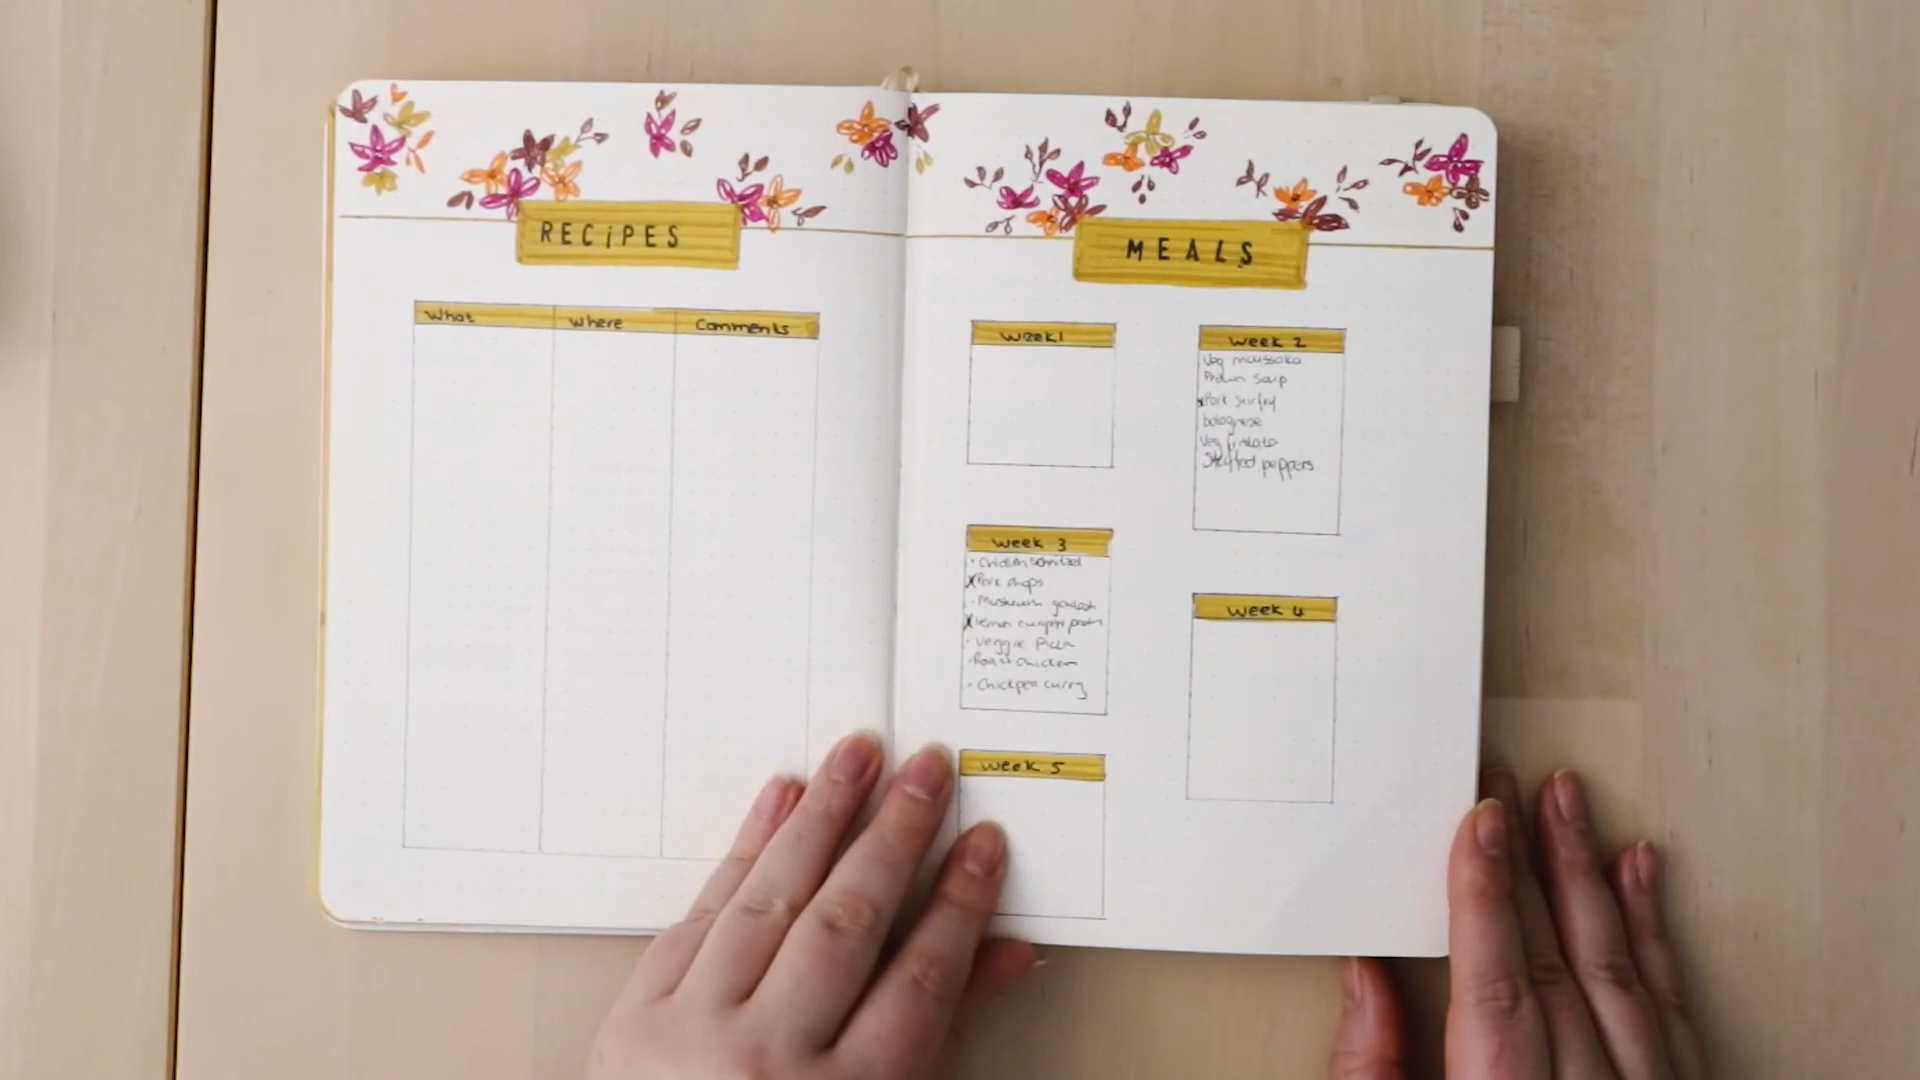 RECiPES
What Where Comments
MEALS
Week 1
Week 2
Veg moussaka
Prawn Soup
x Pork stirfry
bolognese
Veg frittata
Stuffed peppers
Week 3
- Chicken Schnitzel
x Pork chops
- Mushroom goulash
x Lemon prawn
- Veggie Pizza
- Roast Chicken
- Chickpea curry
Week 4
Week 5